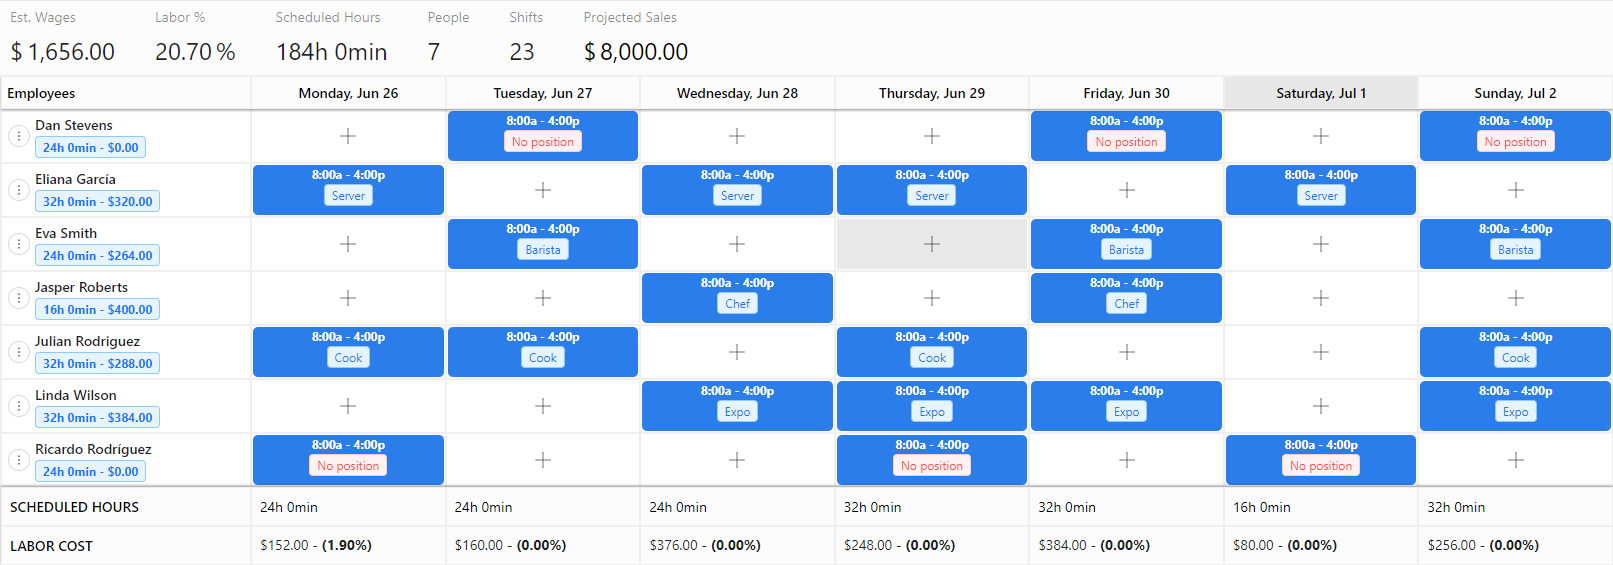 Est. Wages Labor % Scheduled Hours People Shifts Projected Sales
$ 1,656.00 20.70 % 184h 0min 7 23 $ 8,000.00
Employees Monday, Jun 26 Tuesday, Jun 27 Wednesday, Jun 28 Thursday, Jun 29 Friday, Jun 30 Saturday, Jul 1 Sunday, Jul 2
Dan Stevens 8:00a - 4:00p 8:00a - 4:00p 8:00a - 4:00p
24h 0min - $0.00 No position No position No position
Eliana García 8:00a - 4:00p 8:00a - 4:00p 8:00a - 4:00p 8:00a - 4:00p
32h 0min - $320.00 Server Server Server Server
Eva Smith 8:00a - 4:00p 8:00a - 4:00p 8:00a - 4:00p
24h 0min - $264.00 Barista Barista Barista
Jasper Roberts 8:00a - 4:00p 8:00a - 4:00p
16h 0min - $400.00 Chef Chef
Julian Rodriguez 8:00a - 4:00p 8:00a - 4:00p 8:00a - 4:00p 8:00a - 4:00p
32h 0min - $288.00 Cook Cook Cook Cook
Linda Wilson 8:00a - 4:00p 8:00a - 4:00p 8:00a - 4:00p 8:00a - 4:00p
32h 0min - $384.00 Expo Expo Expo Expo
Ricardo Rodríguez 8:00a - 4:00p 8:00a - 4:00p 8:00a - 4:00p
24h 0min - $0.00 No position No position No position
SCHEDULED HOURS 24h 0min 24h 0min 24h 0min 32h 0min 32h 0min 16h 0min 32h 0min
LABOR COST $152.00 - (1.90%) $160.00 - (0.00%) $376.00 - (0.00%) $248.00 - (0.00%) $384.00 - (0.00%) $80.00 - (0.00%) $256.00 - (0.00%)